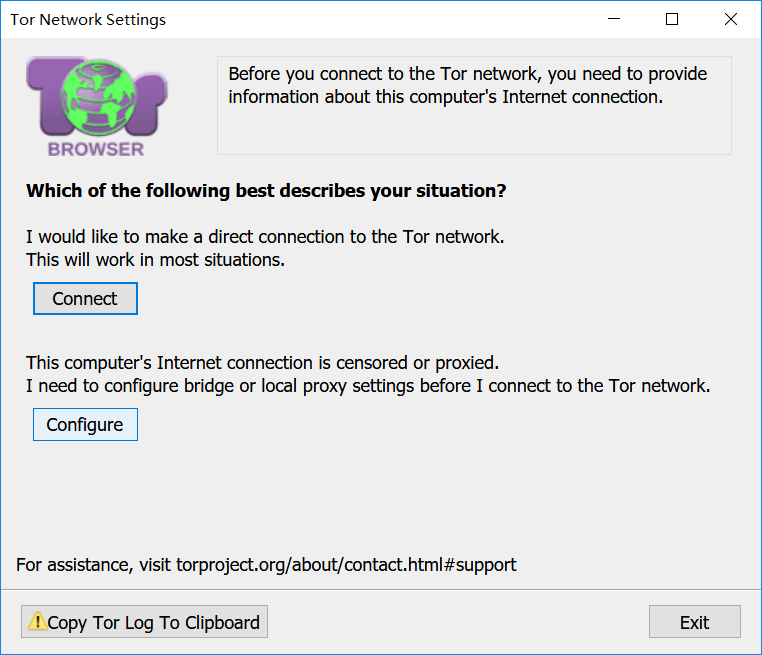 Tor Network Settings
Tor
BROWSER
Before you connect to the Tor network, you need to provide
information about this computer's Internet connection.
Which of the following best describes your situation?
I would like to make a direct connection to the Tor network.
This will work in most situations.
Connect
This computer's Internet connection is censored or proxied.
I need to configure bridge or local proxy settings before I connect to the Tor network.
Configure
For assistance, visit torproject.org/about/contact.html#support
Copy Tor Log To Clipboard
Exit